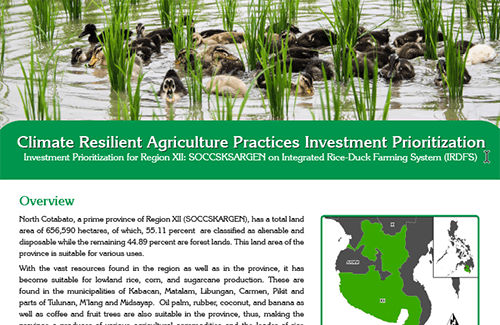 Climate Resilient Agriculture Practices Investment Prioritization
Investment Prioritization for Region XII: SOCCSKSARGEN on Integrated Rice-Duck Farming System (IRDFS)
Overview
North Cotabato, a prime province of Region XII (SOCCSKARGEN), has a total land
area of 656,590 hectares, of which, 55.11 percent are classified as alienable and
disposable while the remaining 44.89 percent are forest lands. This land area of the
province is suitable for various uses.
With the vast resources found in the region as well as in the province, it has
become suitable for lowland rice, corn, and sugarcane production. These are
found in the municipalities of Kabacan, Matalam, Libungan, Carmen, Pikit and
parts of Tulunan, M'lang and Midsayap. Oil palm, rubber, coconut, and banana as
well as coffee and fruit trees are also suitable in the province, thus, making the
XII